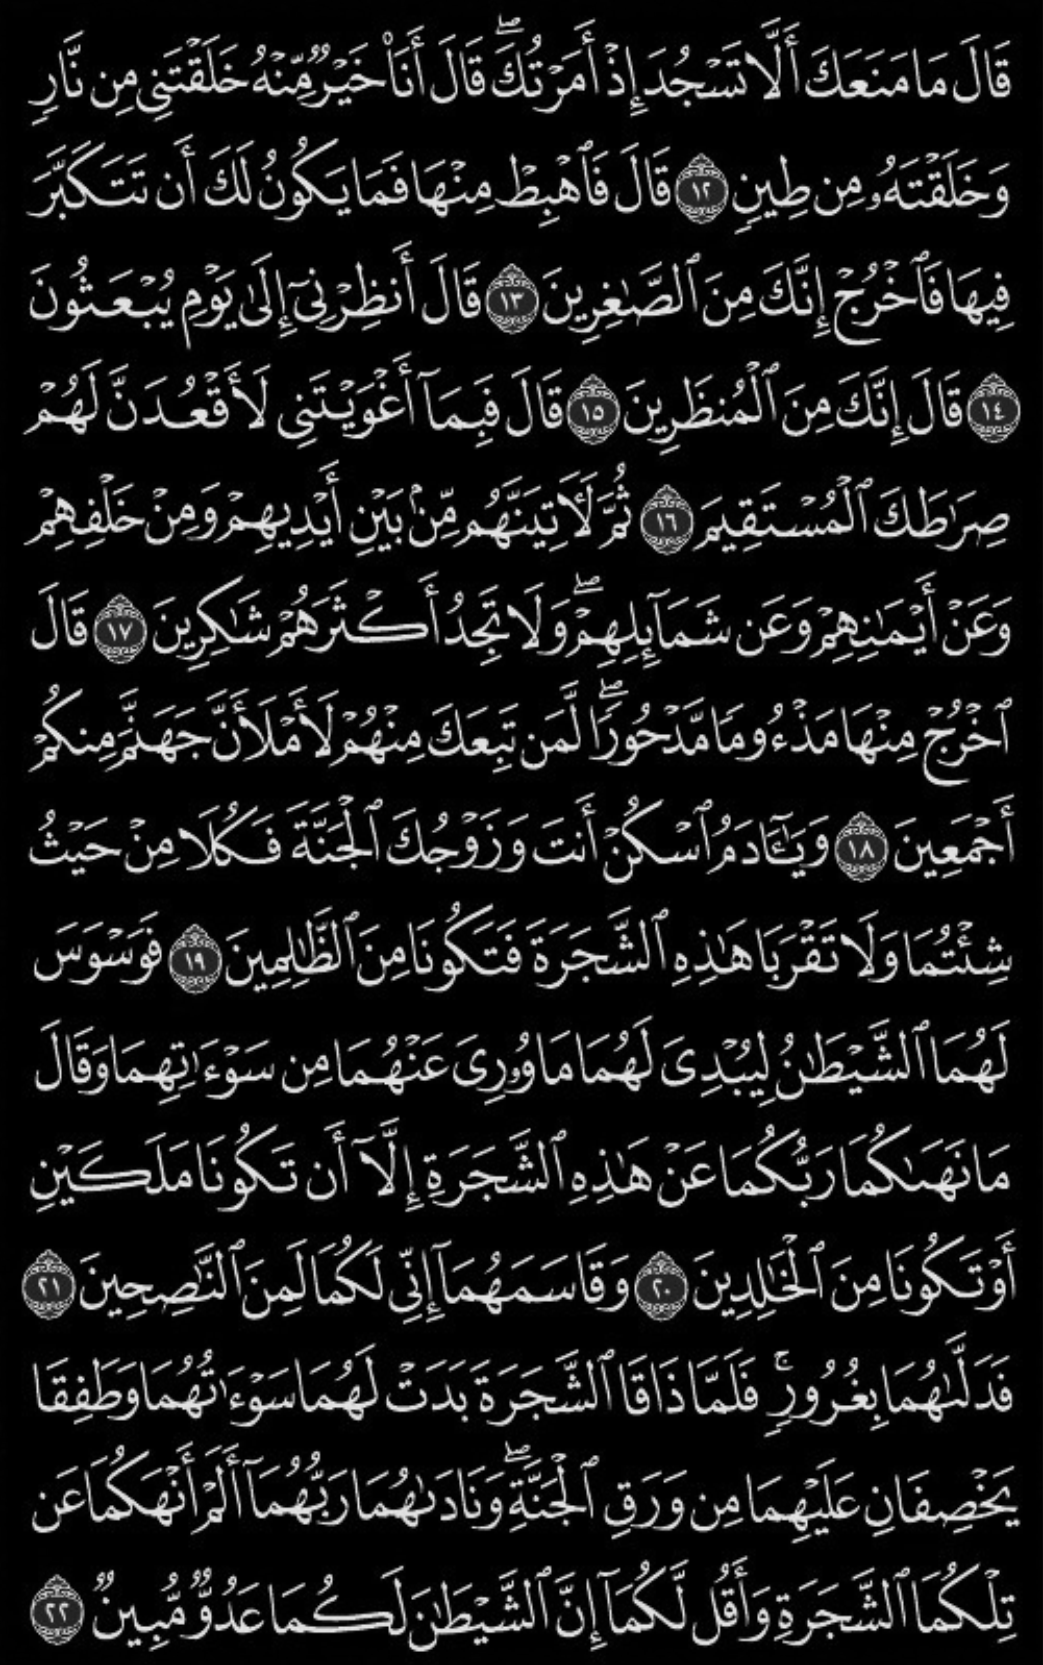 قَالَ مَا مَنَعَكَ أَلَّا تَسْجُدَ إِذْ أَمَرْتُكَ ۖ قَالَ أَنَا۠ خَيْرٌ مِّنْهُ خَلَقْتَنِى مِن نَّارٍ
وَخَلَقْتَهُۥ مِن طِينٍ ١٢ قَالَ فَٱهْبِطْ مِنْهَا فَمَا يَكُونُ لَكَ أَن تَتَكَبَّرَ
فِيهَا فَٱخْرُجْ إِنَّكَ مِنَ ٱلصَّٰغِرِينَ ١٣ قَالَ أَنظِرْنِىٓ إِلَىٰ يَوْمِ يُبْعَثُونَ
١٤ قَالَ إِنَّكَ مِنَ ٱلْمُنظَرِينَ ١٥ قَالَ فَبِمَآ أَغْوَيْتَنِى لَأَقْعُدَنَّ لَهُمْ
صِرَٰطَكَ ٱلْمُسْتَقِيمَ ١٦ ثُمَّ لَـَٔاتِيَنَّهُم مِّنۢ بَيْنِ أَيْدِيهِمْ وَمِنْ خَلْفِهِمْ
وَعَنْ أَيْمَٰنِهِمْ وَعَن شَمَآئِلِهِمْ ۖ وَلَا تَجِدُ أَكْثَرَهُمْ شَٰكِرِينَ ١٧ قَالَ
ٱخْرُجْ مِنْهَا مَذْءُومًا مَّدْحُورًا ۖ لَّمَن تَبِعَكَ مِنْهُمْ لَأَمْلَأَنَّ جَهَنَّمَ مِنكُمْ
أَجْمَعِينَ ١٨ وَيَٰٓـَٔادَمُ ٱسْكُنْ أَنتَ وَزَوْجُكَ ٱلْجَنَّةَ فَكُلَا مِنْ حَيْثُ
شِئْتُمَا وَلَا تَقْرَبَا هَٰذِهِ ٱلشَّجَرَةَ فَتَكُونَا مِنَ ٱلظَّٰلِمِينَ ١٩ فَوَسْوَسَ
لَهُمَا ٱلشَّيْطَٰنُ لِيُبْدِىَ لَهُمَا مَا وُۥرِىَ عَنْهُمَا مِن سَوْءَٰتِهِمَا وَقَالَ
مَا نَهَىٰكُمَا رَبُّكُمَا عَنْ هَٰذِهِ ٱلشَّجَرَةِ إِلَّآ أَن تَكُونَا مَلَكَيْنِ
أَوْ تَكُونَا مِنَ ٱلْخَٰلِدِينَ ٢٠ وَقَاسَمَهُمَآ إِنِّى لَكُمَا لَمِنَ ٱلنَّٰصِحِينَ ٢١
فَدَلَّىٰهُمَا بِغُرُورٍ ۚ فَلَمَّا ذَاقَا ٱلشَّجَرَةَ بَدَتْ لَهُمَا سَوْءَٰتُهُمَا وَطَفِقَا
يَخْصِفَانِ عَلَيْهِمَا مِن وَرَقِ ٱلْجَنَّةِ ۖ وَنَادَىٰهُمَا رَبُّهُمَآ أَلَمْ أَنْهَكُمَا عَن
تِلْكُمَا ٱلشَّجَرَةِ وَأَقُل لَّكُمَآ إِنَّ ٱلشَّيْطَٰنَ لَكُمَا عَدُوٌّ مُّبِينٌ ٢٢